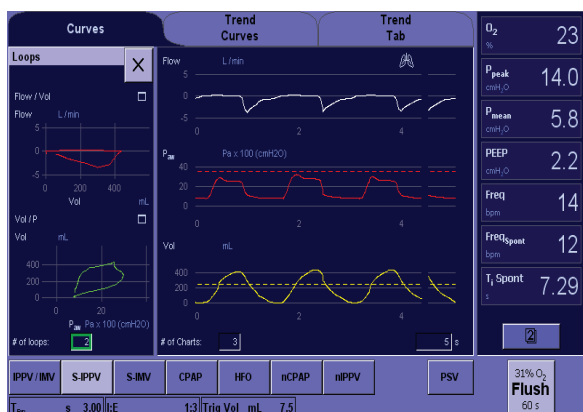 Curves
Trend
Curves
Trend
Tab
Loops
X
Flow / Vol
Flow L / min
5
0
-5
0 200 400
Vol mL
Vol / P
Vol mL
400
200
0
0 20 40
Paw Pa x 100 (cmH2O)
# of loops: 2
Flow L / min
5
0
-5
0 2 4
Paw Pa x 100 (cmH2O)
40
20
0
0 2 4
Vol mL
400
200
0
0 2 4
# of Charts: 3
5 s
O2 % 23
Ppeak cmH2O 14.0
Pmean cmH2O 5.8
PEEP cmH2O 2.2
Freq bpm 14
FreqSpont bpm 12
Ti Spont s 7.29
2
IPPV / IMV S-IPPV S-IMV CPAP HFO nCPAP nIPPV PSV
31% O2
Flush
60 s
s 3.00 I:E 1:3 Trig Vol mL 7.5